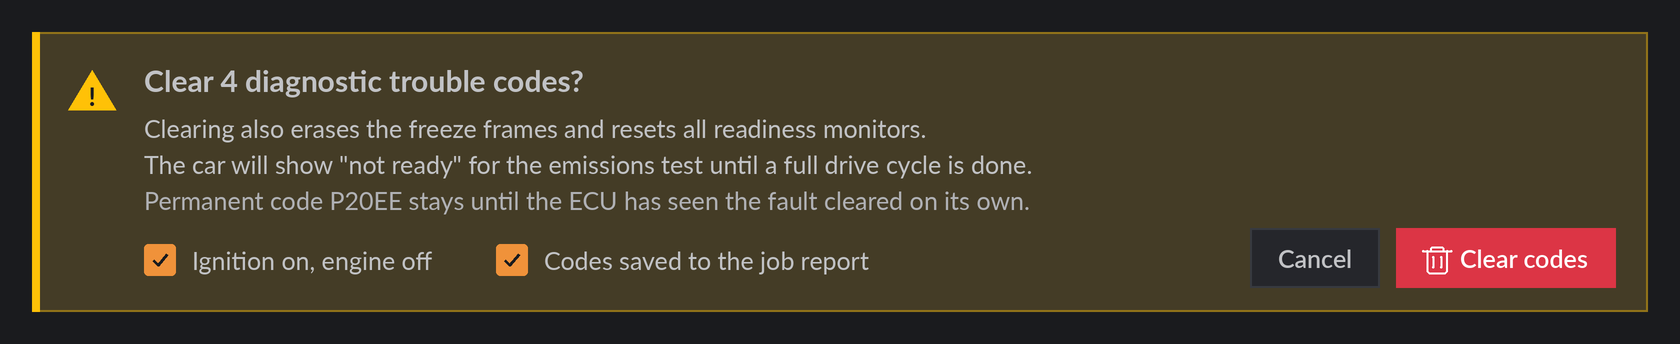 Clear 4 diagnostic trouble codes?
Clearing also erases the freeze frames and resets all readiness monitors.
The car will show "not ready" for the emissions test until a full drive cycle is done.
Permanent code P20EE stays until the ECU has seen the fault cleared on its own.
Ignition on, engine off
Codes saved to the job report
Cancel
Clear codes